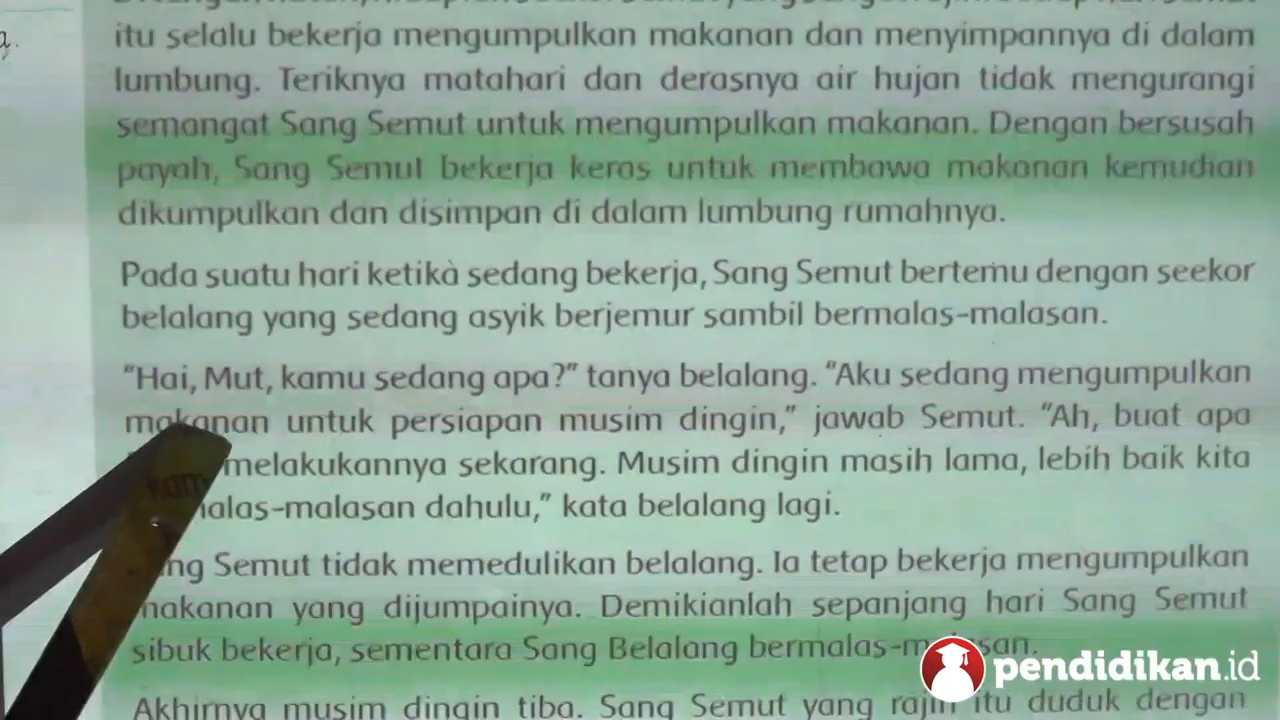 a.
itu selalu bekerja mengumpulkan makanan dan menyimpannya di dalam
lumbung. Teriknya matahari dan derasnya air hujan tidak mengurangi
semangat Sang Semut untuk mengumpulkan makanan. Dengan bersusah
payah, Sang Semut bekerja keras untuk membawa makanan kemudian
dikumpulkan dan disimpan di dalam lumbung rumahnya.
Pada suatu hari ketika sedang bekerja, Sang Semut bertemu dengan seekor
belalang yang sedang asyik berjemur sambil bermalas-malasan.
"Hai, Mut, kamu sedang apa?" tanya belalang. "Aku sedang mengumpulkan
makanan untuk persiapan musim dingin," jawab Semut. "Ah, buat apa
kamu melakukannya sekarang. Musim dingin masih lama, lebih baik kita
malas-malasan dahulu," kata belalang lagi.
Semut tidak memedulikan belalang. Ia tetap bekerja mengumpulkan
makanan yang dijumpainya. Demikianlah sepanjang hari Sang Semut
sibuk bekerja, sementara Sang Belalang bermalas-malasan.
Akhirnya musim dingin tiba. Sang Semut yang rajin itu duduk dengan
pendidikan.id